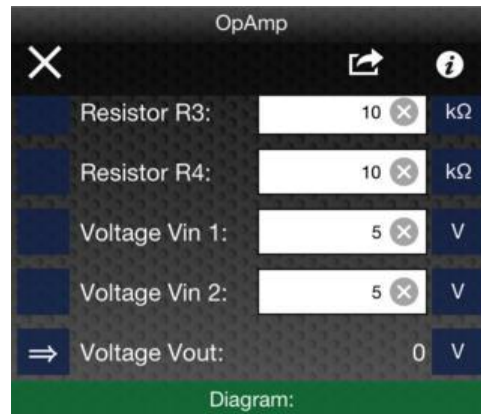 OpAmp
Resistor R3: 10 kΩ
Resistor R4: 10 kΩ
Voltage Vin 1: 5 V
Voltage Vin 2: 5 V
⇒ Voltage Vout: 0 V
Diagram: